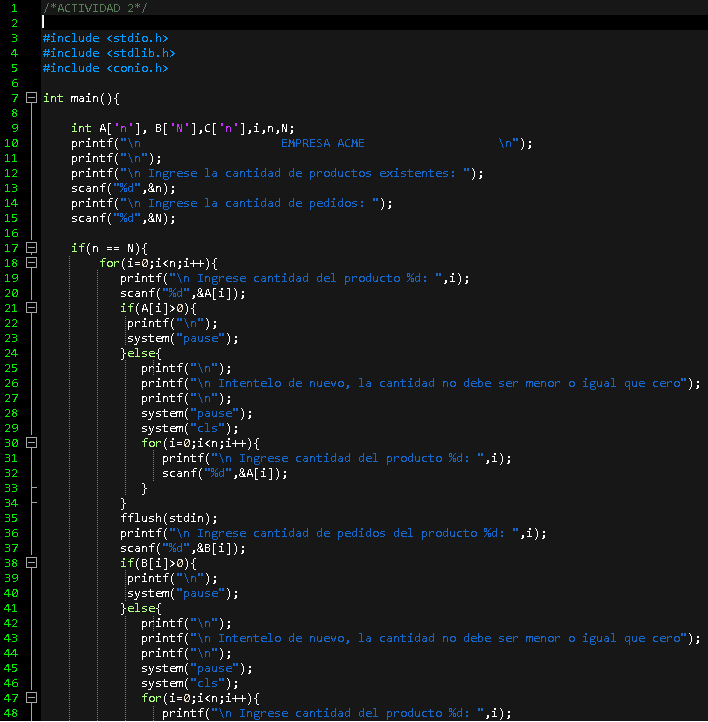 1 /*ACTIVIDAD 2*/
2
3 #include <stdio.h>
4 #include <stdlib.h>
5 #include <conio.h>
6
7 int main(){
8
9     int A['n'], B['N'],C['n'],i,n,N;
10     printf("\n                    EMPRESA ACME                   \n");
11     printf("\n");
12     printf("\n Ingrese la cantidad de productos existentes: ");
13     scanf("%d",&n);
14     printf("\n Ingrese la cantidad de pedidos: ");
15     scanf("%d",&N);
16
17     if(n == N){
18         for(i=0;i<n;i++){
19            printf("\n Ingrese cantidad del producto %d: ",i);
20            scanf("%d",&A[i]);
21            if(A[i]>0){
22             printf("\n");
23             system("pause");
24            }else{
25               printf("\n");
26               printf("\n Intentelo de nuevo, la cantidad no debe ser menor o igual que cero");
27               printf("\n");
28               system("pause");
29               system("cls");
30               for(i=0;i<n;i++){
31                  printf("\n Ingrese cantidad del producto %d: ",i);
32                  scanf("%d",&A[i]);
33               }
34            }
35            fflush(stdin);
36            printf("\n Ingrese cantidad de pedidos del producto %d: ",i);
37            scanf("%d",&B[i]);
38            if(B[i]>0){
39             printf("\n");
40             system("pause");
41            }else{
42               printf("\n");
43               printf("\n Intentelo de nuevo, la cantidad no debe ser menor o igual que cero");
44               printf("\n");
45               system("pause");
46               system("cls");
47               for(i=0;i<n;i++){
48                  printf("\n Ingrese cantidad del producto %d: ",i);